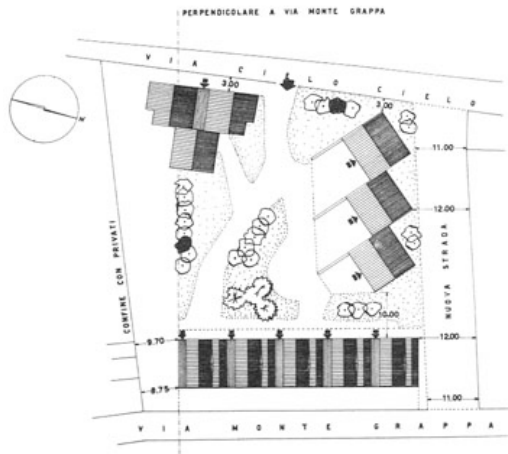 PERPENDICOLARE A VIA MONTE GRAPPA
VIA CIELO CIELO
3.00
3.00
N
11.00
12.00
CONFINE CON PRIVATI
NUOVA STRADA
10.00
9.70
12.00
8.75
11.00
VIA MONTE GRAPPA